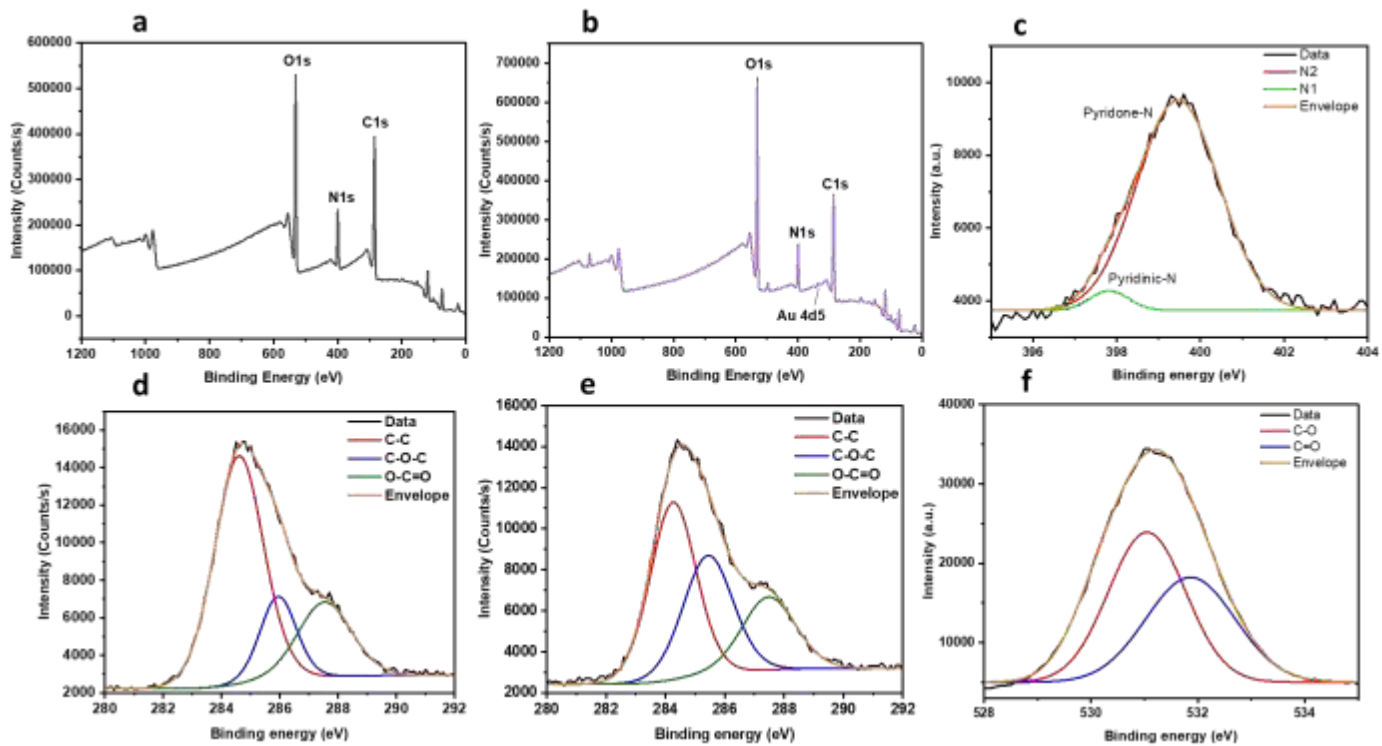 a
600000
500000
400000
300000
200000
100000
0
Intensity (Counts/s)
O1s
C1s
N1s
1200 1000 800 600 400 200 0
Binding Energy (eV)
b
700000
600000
500000
400000
300000
200000
100000
0
Intensity (Counts/s)
O1s
C1s
N1s
Au 4d5
1200 1000 800 600 400 200 0
Binding Energy (eV)
c
10000
8000
6000
4000
Intensity (a.u.)
Data
N2
N1
Envelope
Pyridone-N
Pyridinic-N
396 398 400 402 404
Binding energy (eV)
d
16000
14000
12000
10000
8000
6000
4000
2000
Intensity (Counts/s)
Data
C-C
C-O-C
O-C=O
Envelope
280 282 284 286 288 290 292
Binding energy (eV)
e
16000
14000
12000
10000
8000
6000
4000
2000
Intensity (Counts/s)
Data
C-C
C-O-C
O-C=O
Envelope
280 282 284 286 288 290 292
Binding energy (eV)
f
40000
30000
20000
10000
Intensity (a.u.)
Data
C-O
C=O
Envelope
528 530 532 534
Binding energy (eV)